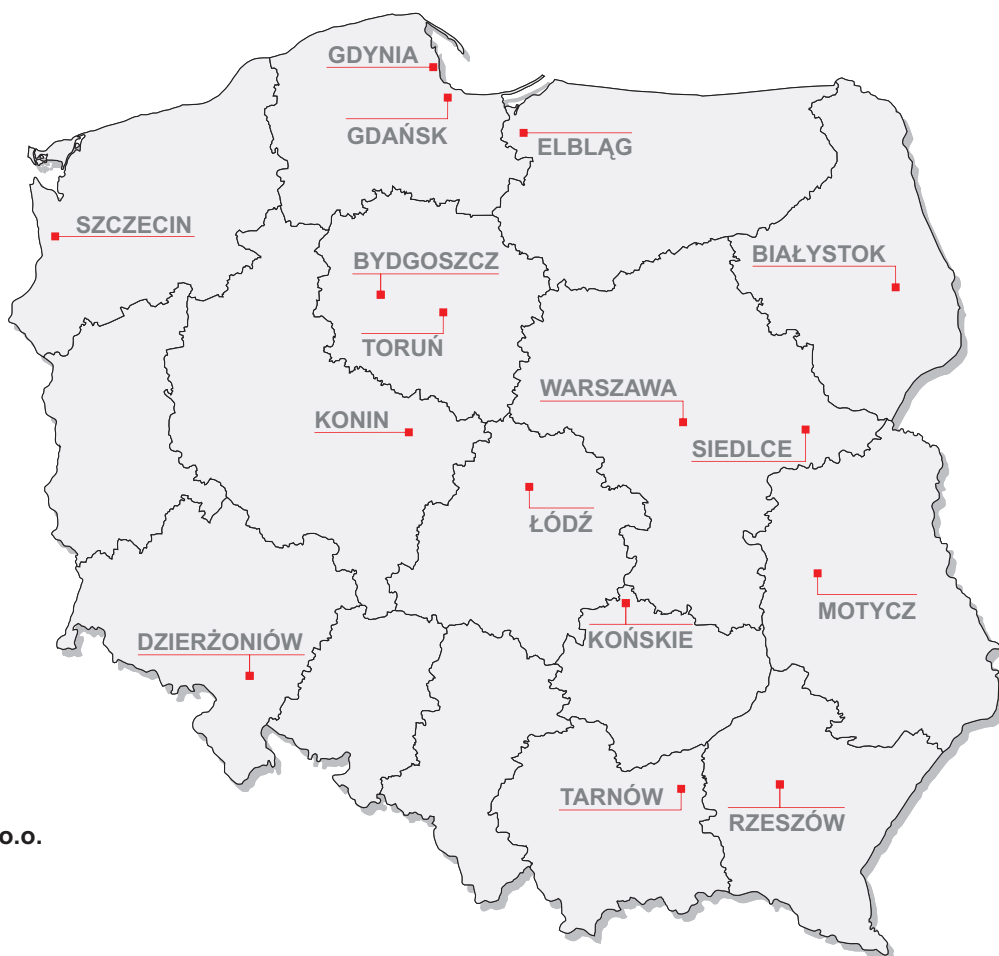 GDYNIA
GDAŃSK
ELBLĄG
SZCZECIN
BYDGOSZCZ
BIAŁYSTOK
TORUŃ
WARSZAWA
KONIN
SIEDLCE
ŁÓDŹ
MOTYCZ
KOŃSKIE
DZIERŻONIÓW
TARNÓW
RZESZÓW
o.o.